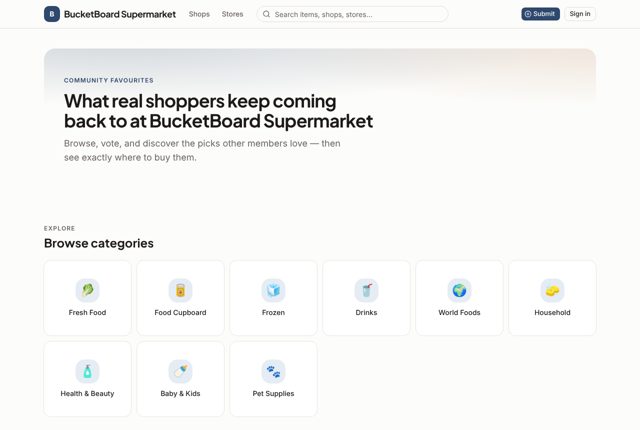 B BucketBoard Supermarket Shops Stores Search items, shops, stores... Submit Sign in
COMMUNITY FAVOURITES
What real shoppers keep coming
back to at BucketBoard Supermarket
Browse, vote, and discover the picks other members love — then
see exactly where to buy them.
EXPLORE
Browse categories
Fresh Food Food Cupboard Frozen Drinks World Foods Household
Health & Beauty Baby & Kids Pet Supplies